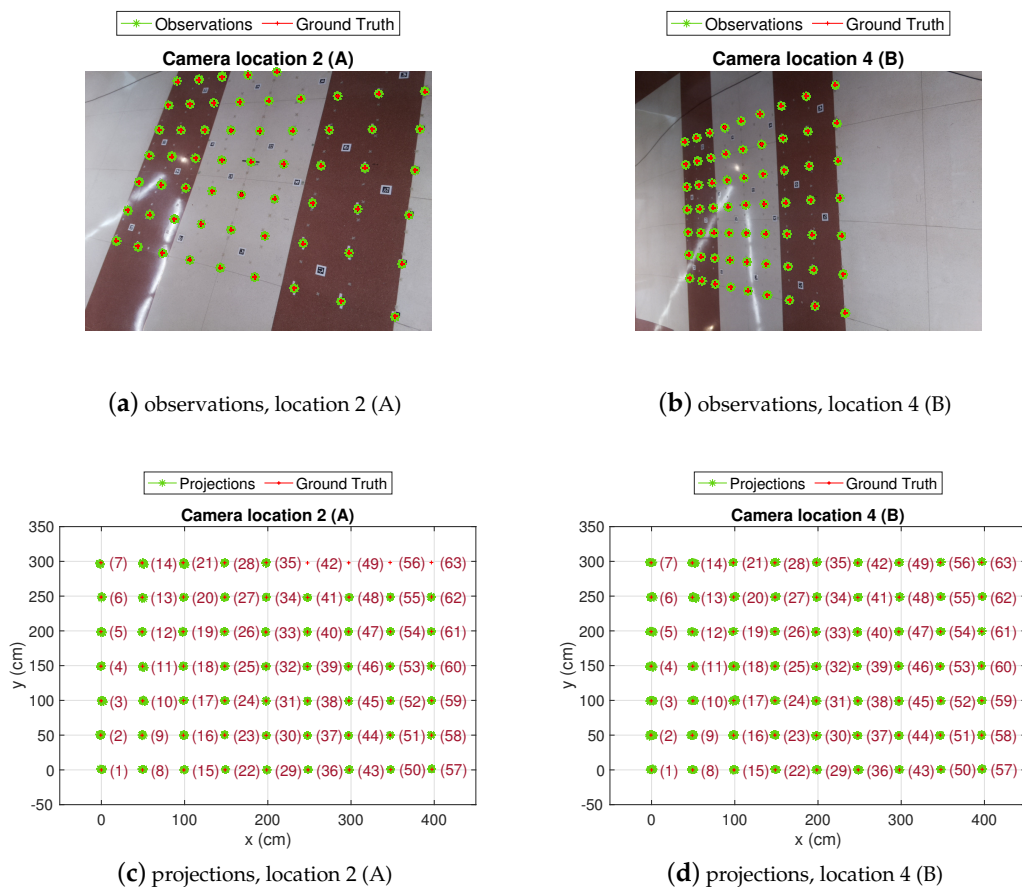 Observations Ground Truth
Camera location 2 (A)
Observations Ground Truth
Camera location 4 (B)
(a) observations, location 2 (A)
(b) observations, location 4 (B)
Projections Ground Truth
Camera location 2 (A)
350
300 (7) (14) (21) (28) (35) (42) (49) (56) (63)
250 (6) (13) (20) (27) (34) (41) (48) (55) (62)
200 (5) (12) (19) (26) (33) (40) (47) (54) (61)
150 (4) (11) (18) (25) (32) (39) (46) (53) (60)
100 (3) (10) (17) (24) (31) (38) (45) (52) (59)
50 (2) (9) (16) (23) (30) (37) (44) (51) (58)
0 (1) (8) (15) (22) (29) (36) (43) (50) (57)
-50
0 100 200 300 400
x (cm)
y (cm)
(c) projections, location 2 (A)
Projections Ground Truth
Camera location 4 (B)
350
300 (7) (14) (21) (28) (35) (42) (49) (56) (63)
250 (6) (13) (20) (27) (34) (41) (48) (55) (62)
200 (5) (12) (19) (26) (33) (40) (47) (54) (61)
150 (4) (11) (18) (25) (32) (39) (46) (53) (60)
100 (3) (10) (17) (24) (31) (38) (45) (52) (59)
50 (2) (9) (16) (23) (30) (37) (44) (51) (58)
0 (1) (8) (15) (22) (29) (36) (43) (50) (57)
-50
0 100 200 300 400
x (cm)
y (cm)
(d) projections, location 4 (B)